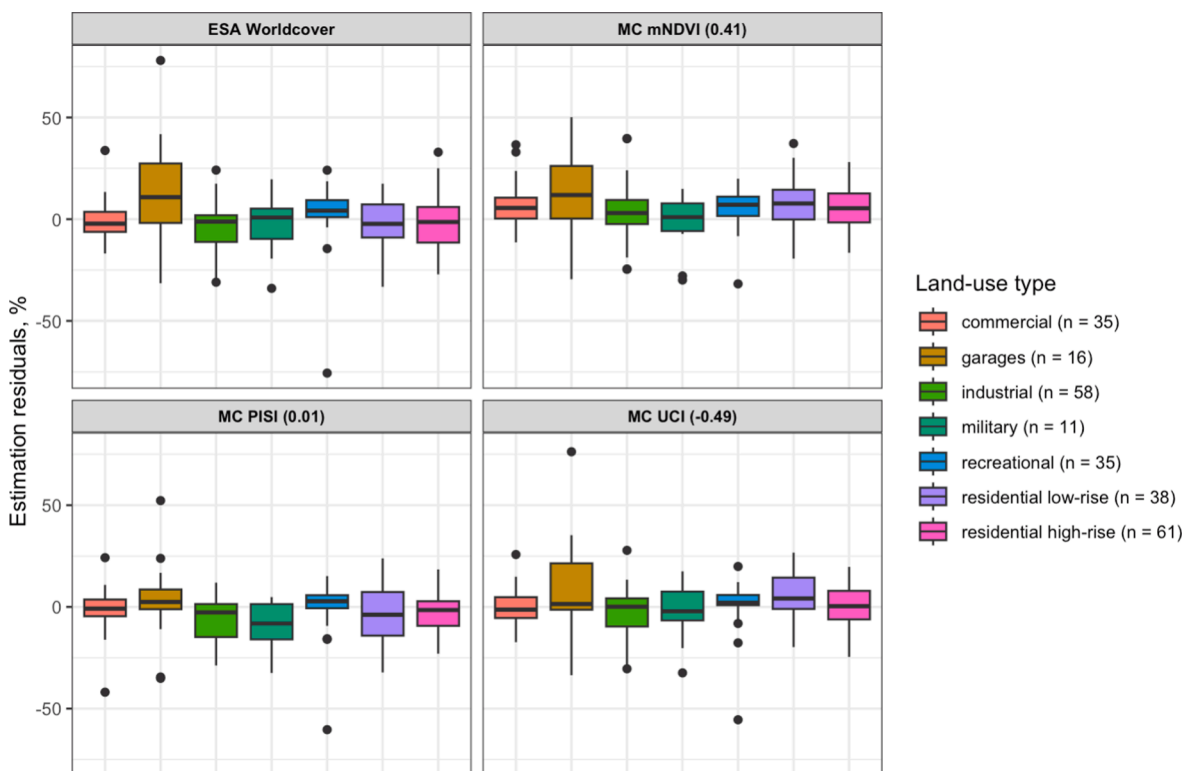 ESA Worldcover
MC mNDVI (0.41)
50
0
-50
MC PISI (0.01)
MC UCI (-0.49)
50
0
-50
Estimation residuals, %
Land-use type
commercial (n = 35)
garages (n = 16)
industrial (n = 58)
military (n = 11)
recreational (n = 35)
residential low-rise (n = 38)
residential high-rise (n = 61)